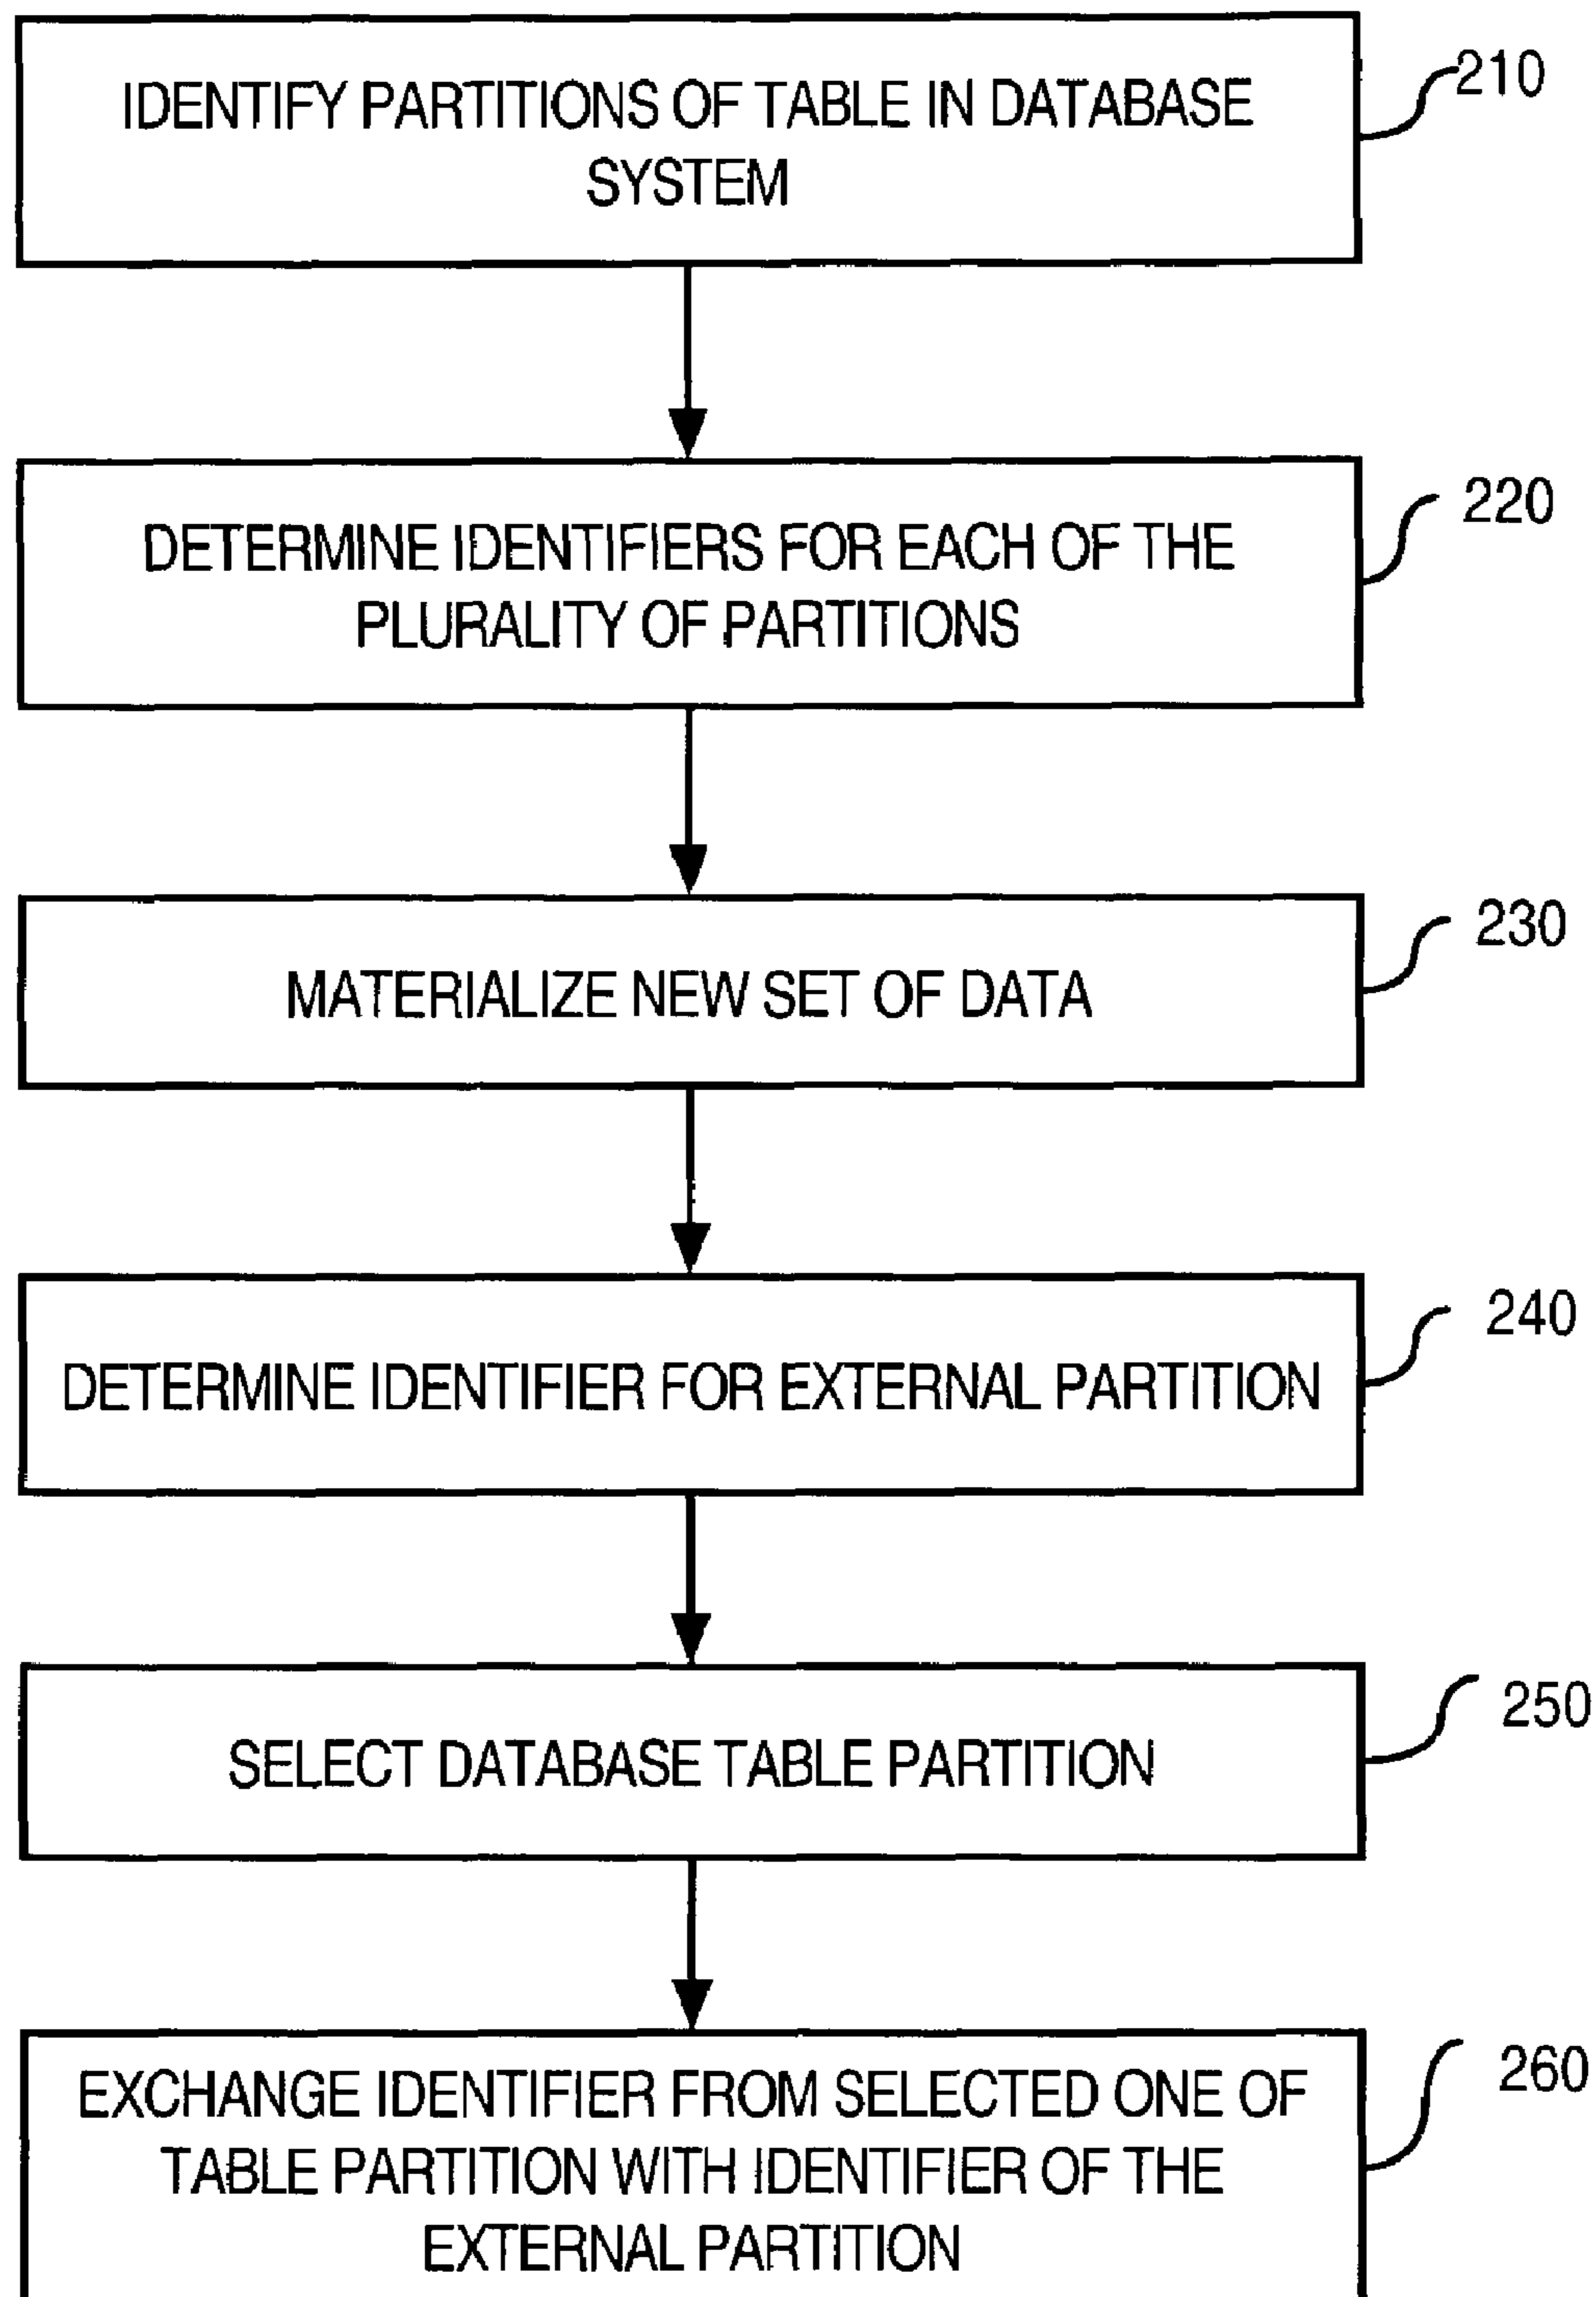 IDENTIFY PARTITIONS OF TABLE IN DATABASE
SYSTEM
210
DETERMINE IDENTIFIERS FOR EACH OF THE
PLURALITY OF PARTITIONS
220
MATERIALIZE NEW SET OF DATA
230
DETERMINE IDENTIFIER FOR EXTERNAL PARTITION
240
SELECT DATABASE TABLE PARTITION
250
EXCHANGE IDENTIFIER FROM SELECTED ONE OF
TABLE PARTITION WITH IDENTIFIER OF THE
EXTERNAL PARTITION
260